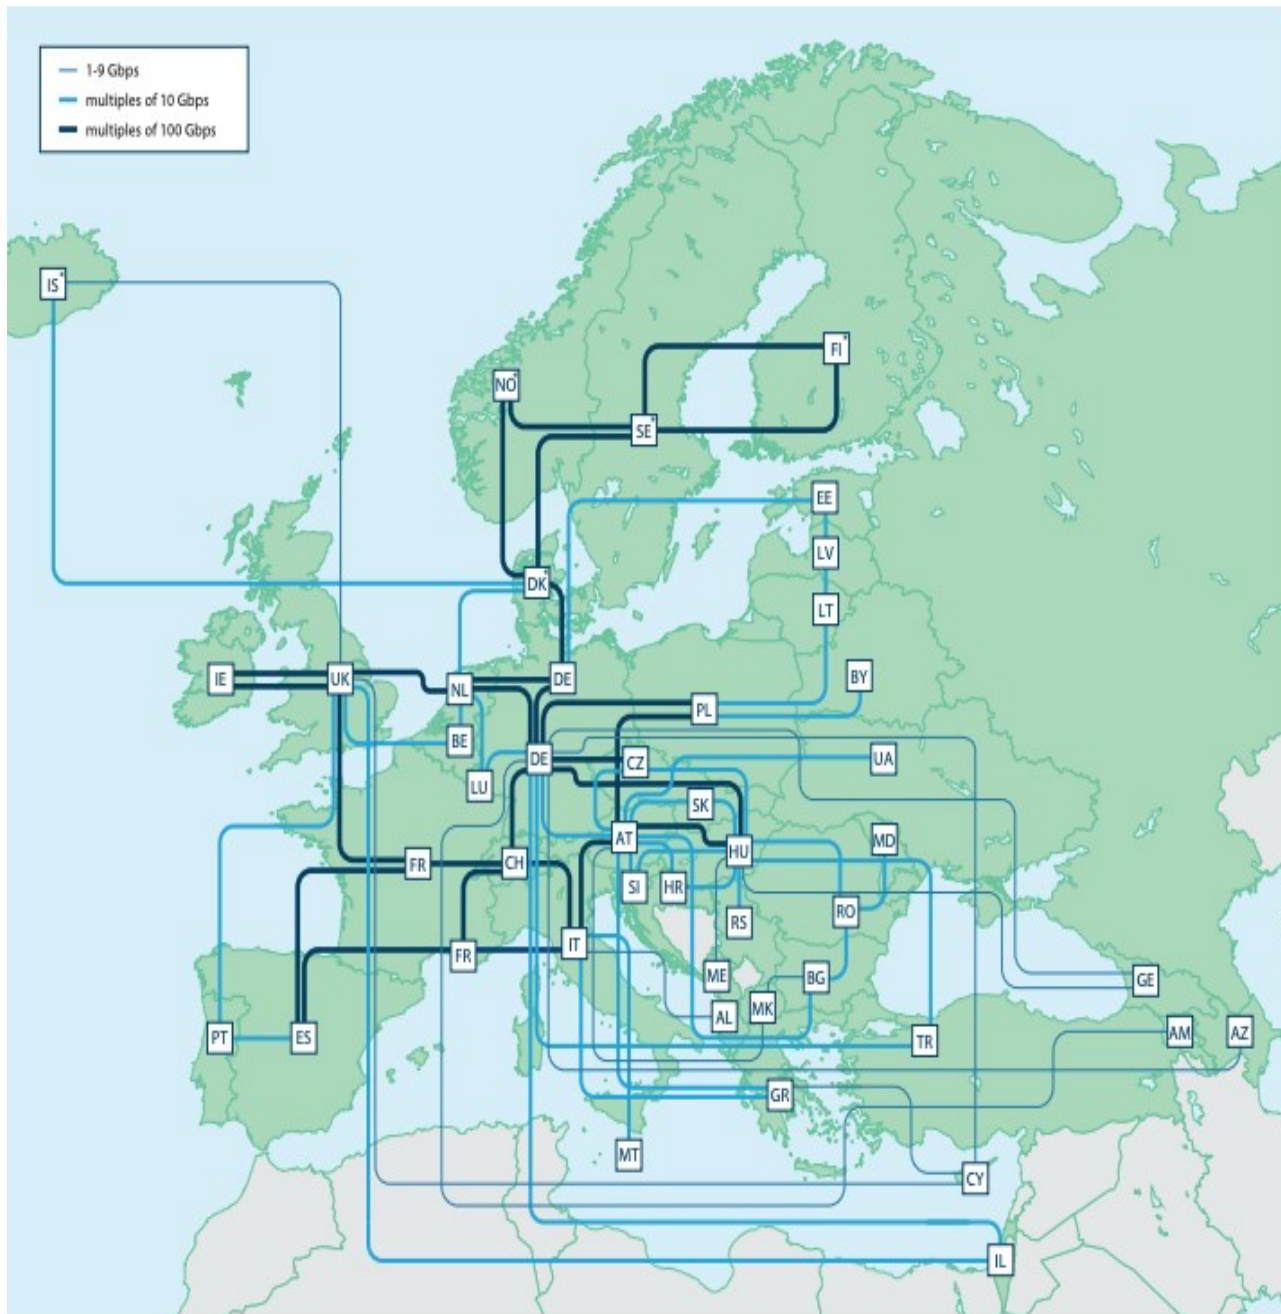 1-9 Gbps
multiples of 10 Gbps
multiples of 100 Gbps
IS*
FI*
NO*
SE*
EE
LV
DK*
LT
IE
UK
NL
DE
BY
PL
BE
DE
CZ
UA
LU
SK
AT
HU
MD
FR
CH
SI
HR
RO
RS
FR
IT
ME
BG
GE
MK
AL
PT
ES
TR
AM
AZ
GR
MT
CY
IL